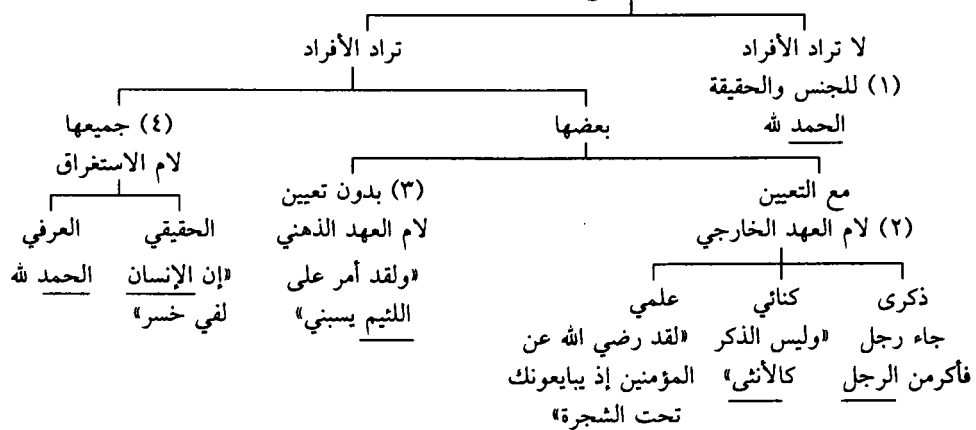 لا تراد الأفراد
(١) للجنس والحقيقة
الحمد لله
تراد الأفراد
بعضها
مع التعيين
(٢) لام العهد الخارجي
ذكرى
جاء رجل
فأكرمن الرجل
كنائي
«وليس الذكر
كالأنثى»
علمي
«لقد رضي الله عن
المؤمنين إذ يبايعونك
تحت الشجرة»
(٣) بدون تعيين
لام العهد الذهني
«ولقد أمر على
اللئيم يسبني»
(٤) جميعها
لام الاستغراق
الحقيقي
«إن الإنسان
لفي خسر»
العرفي
الحمد لله